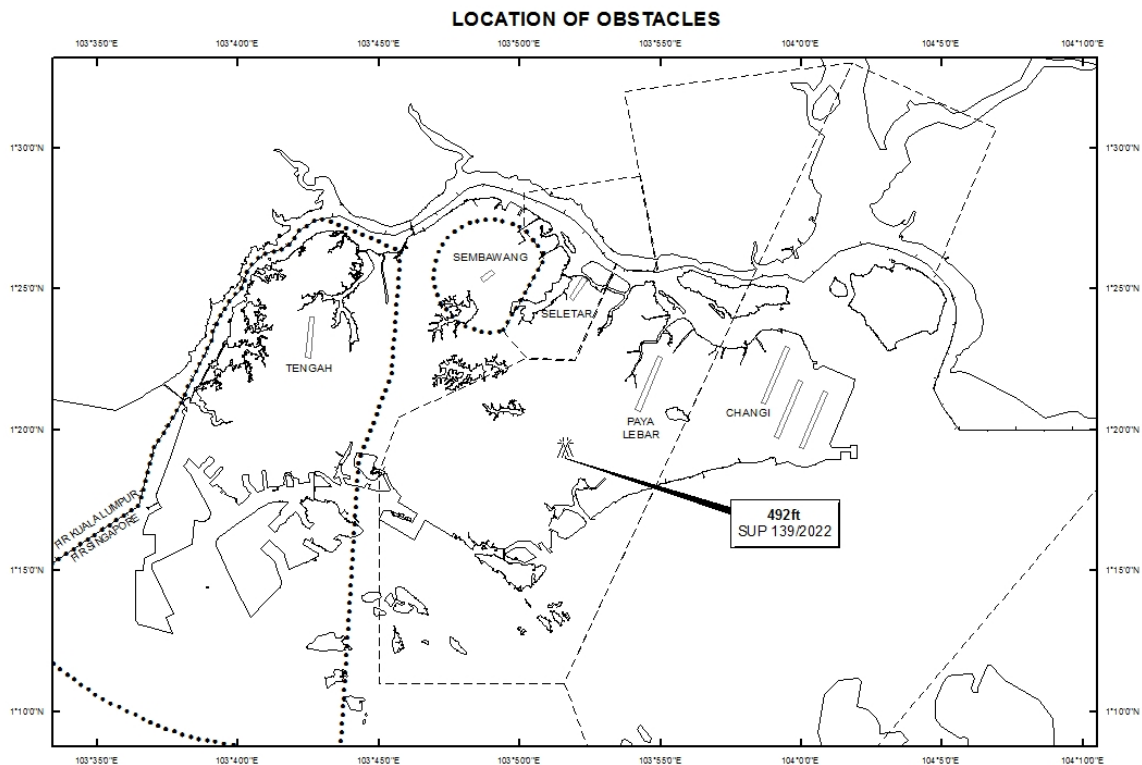 LOCATION OF OBSTACLES
103°35'0"E 103°40'0"E 103°45'0"E 103°50'0"E 103°55'0"E 104°0'0"E 104°5'0"E 104°10'0"E
1°30'0"N 1°30'0"N
SEMBAWANG
1°25'0"N 1°25'0"N
SELETAR
TENGAH
CHANGI
PAYA
LEBAR
1°20'0"N 1°20'0"N
FIR KUALA LUMPUR
FIR SINGAPORE
492ft
SUP 139/2022
1°15'0"N 1°15'0"N
1°10'0"N 1°10'0"N
103°35'0"E 103°40'0"E 103°45'0"E 103°50'0"E 103°55'0"E 104°0'0"E 104°5'0"E 104°10'0"E